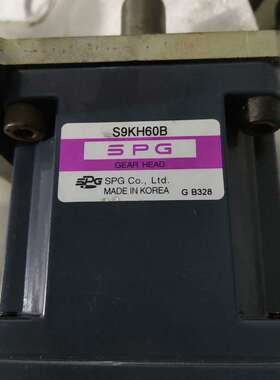 S9KH60B
SPG
GEAR HEAD
SPG SPG Co., Ltd.
MADE IN KOREA G B328